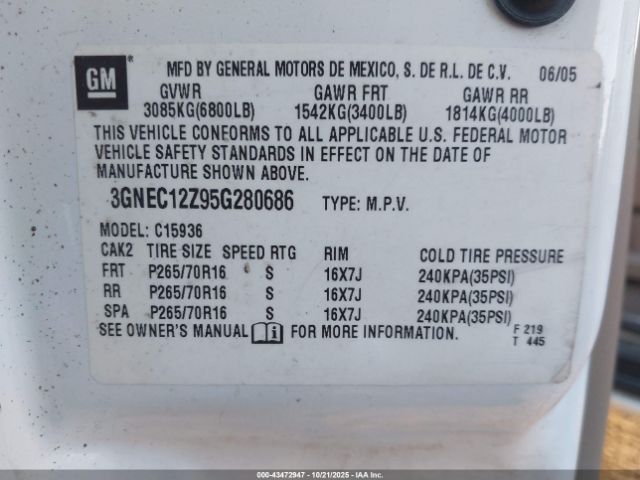 GM
MFD BY GENERAL MOTORS DE MEXICO, S. DE R.L. DE C.V. 06/05
GVWR GAWR FRT GAWR RR
3085KG(6800LB) 1542KG(3400LB) 1814KG(4000LB)
THIS VEHICLE CONFORMS TO ALL APPLICABLE U.S. FEDERAL MOTOR
VEHICLE SAFETY STANDARDS IN EFFECT ON THE DATE OF
MANUFACTURE SHOWN ABOVE.
3GNEC12Z95G280686 TYPE: M.P.V.
MODEL: C15936
CAK2 TIRE SIZE SPEED RTG RIM COLD TIRE PRESSURE
FRT P265/70R16 S 16X7J 240KPA(35PSI)
RR P265/70R16 S 16X7J 240KPA(35PSI)
SPA P265/70R16 S 16X7J 240KPA(35PSI)
SEE OWNER'S MANUAL i FOR MORE INFORMATION. F 219
T 445
000-43472947 - 10/21/2025 - IAA Inc.